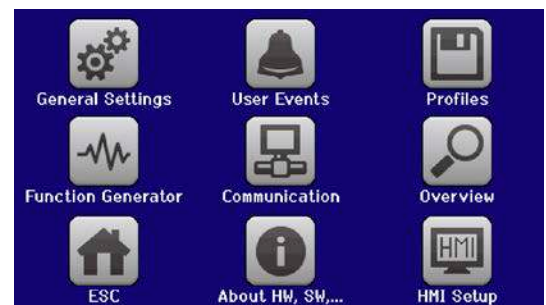 General Settings
User Events
Profiles
Function Generator
Communication
Overview
HMI
ESC
About HW, SW,...
HMI Setup